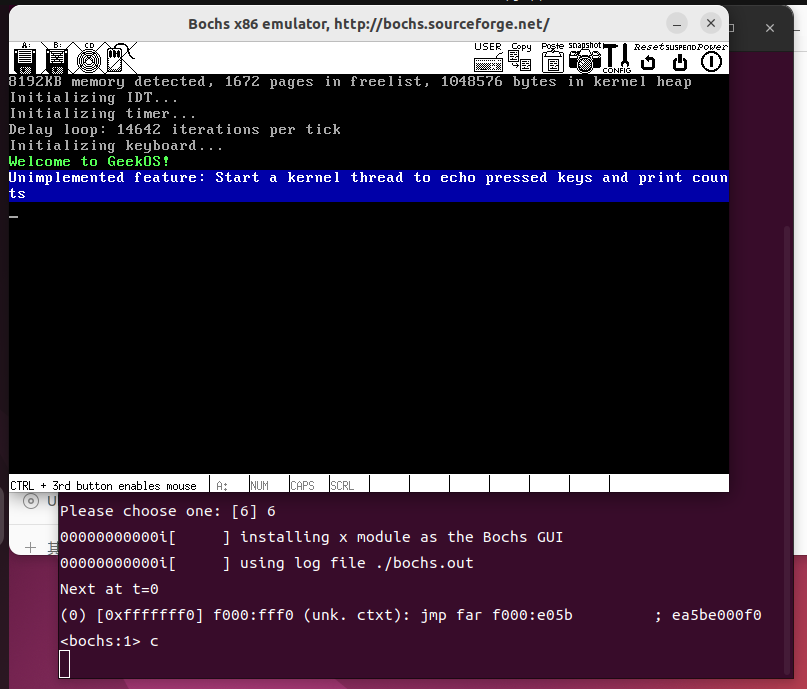 Bochs x86 emulator, http://bochs.sourceforge.net/
A: B: CD USER Copy Paste snapshot CONFIG Reset SUSPEND Power
8192KB memory detected, 1672 pages in freelist, 1048576 bytes in kernel heap
Initializing IDT...
Initializing timer...
Delay loop: 14642 iterations per tick
Initializing keyboard...
Welcome to GeekOS!
Unimplemented feature: Start a kernel thread to echo pressed keys and print coun
ts
CTRL + 3rd button enables mouse A: NUM CAPS SCRL
U
Please choose one: [6] 6
00000000000i[     ] installing x module as the Bochs GUI
00000000000i[     ] using log file ./bochs.out
Next at t=0
(0) [0xfffffff0] f000:fff0 (unk. ctxt): jmp far f000:e05b          ; ea5be000f0
<bochs:1> c